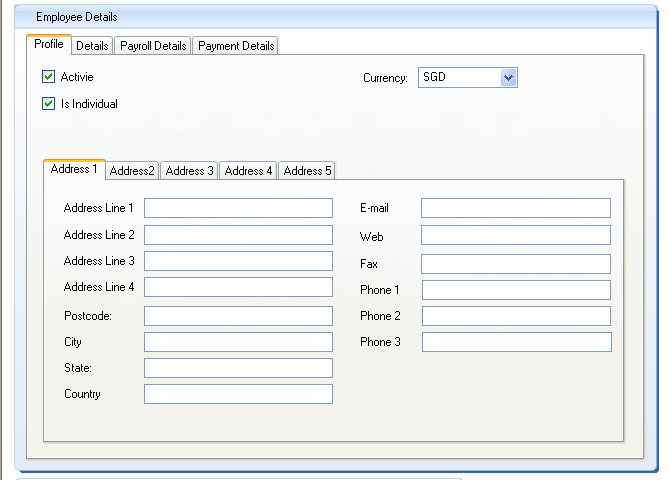 Employee Details
Profile Details Payroll Details Payment Details
Activie Currency: SGD
Is Individual
Address 1 Address2 Address 3 Address 4 Address 5
Address Line 1 E-mail
Address Line 2 Web
Address Line 3 Fax
Address Line 4 Phone 1
Postcode: Phone 2
City Phone 3
State:
Country